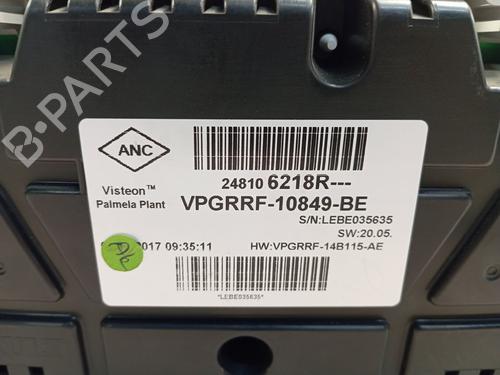 B-PARTS
ANC
24810 6218R---
Visteon™
Palmela Plant
VPGRRF-10849-BE
S/N:LEBE035635
SW:20.05.
2017 09:35:11
HW:VPGRRF-14B115-AE
*LEBE035635*